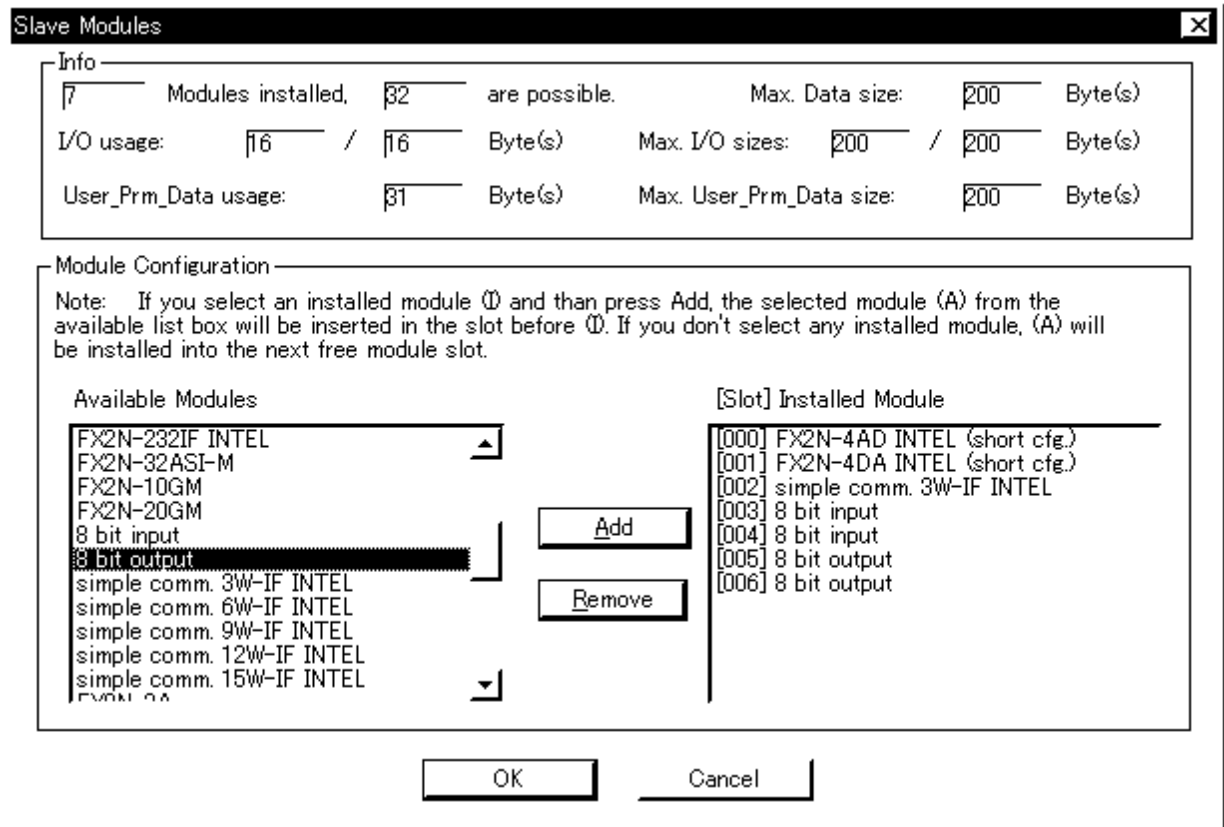 Slave Modules
Info
7 Modules installed, 32 are possible. Max. Data size: 200 Byte(s)
I/O usage: 16 / 16 Byte(s) Max. I/O sizes: 200 / 200 Byte(s)
User_Prm_Data usage: 31 Byte(s) Max. User_Prm_Data size: 200 Byte(s)
Module Configuration
Note: If you select an installed module (I) and than press Add, the selected module (A) from the
available list box will be inserted in the slot before (I). If you don't select any installed module, (A) will
be installed into the next free module slot.
Available Modules
FX2N-232IF INTEL
FX2N-32ASI-M
FX2N-10GM
FX2N-20GM
8 bit input
8 bit output
simple comm. 3W-IF INTEL
simple comm. 6W-IF INTEL
simple comm. 9W-IF INTEL
simple comm. 12W-IF INTEL
simple comm. 15W-IF INTEL
Add
Remove
[Slot] Installed Module
[000] FX2N-4AD INTEL (short cfg.)
[001] FX2N-4DA INTEL (short cfg.)
[002] simple comm. 3W-IF INTEL
[003] 8 bit input
[004] 8 bit input
[005] 8 bit output
[006] 8 bit output
OK Cancel